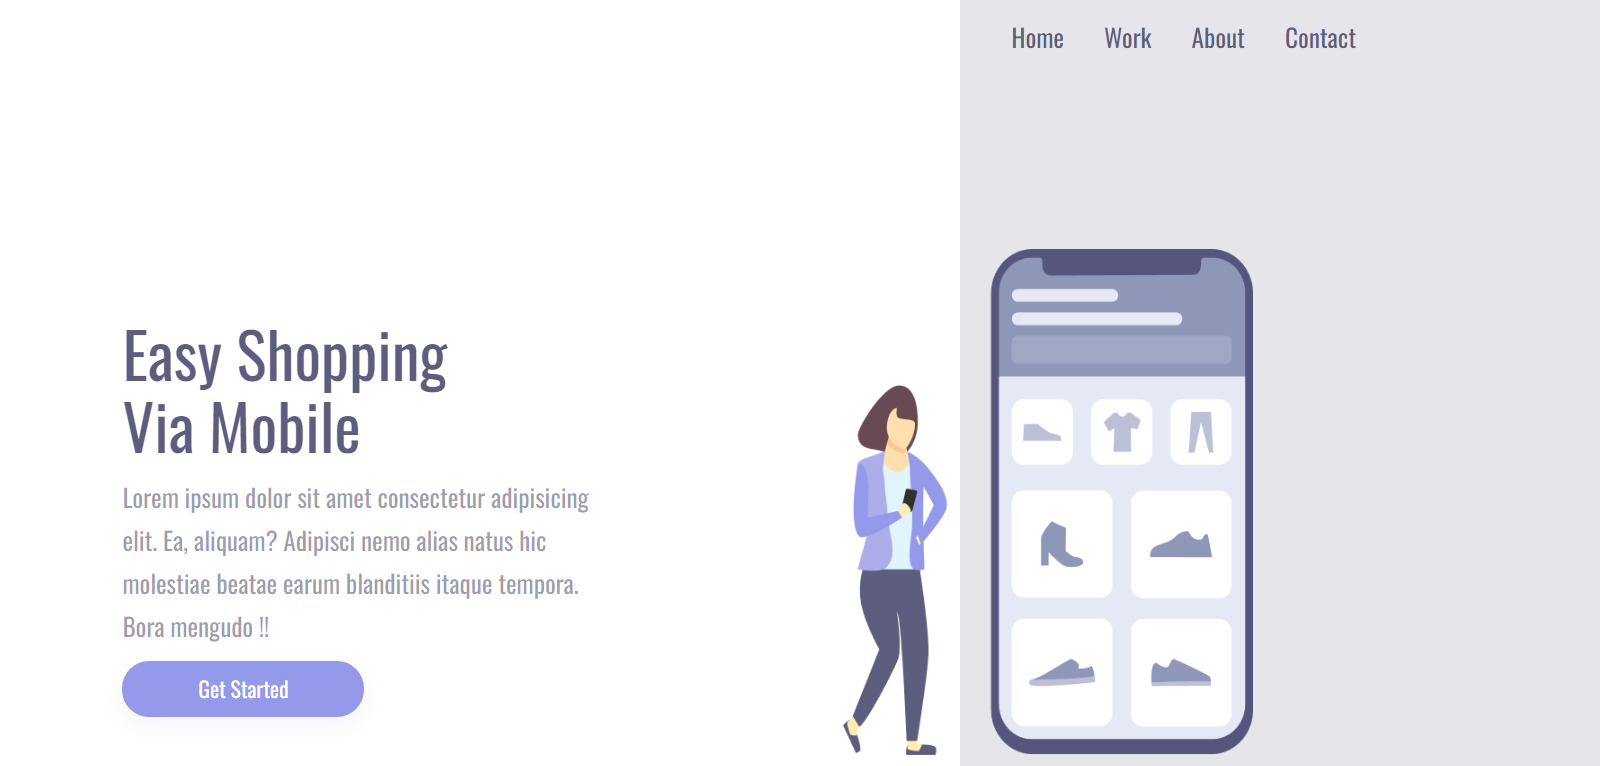 Home Work About Contact
Easy Shopping
Via Mobile
Lorem ipsum dolor sit amet consectetur adipisicing
elit. Ea, aliquam? Adipisci nemo alias natus hic
molestiae beatae earum blanditiis itaque tempora.
Bora mengudo !!
Get Started